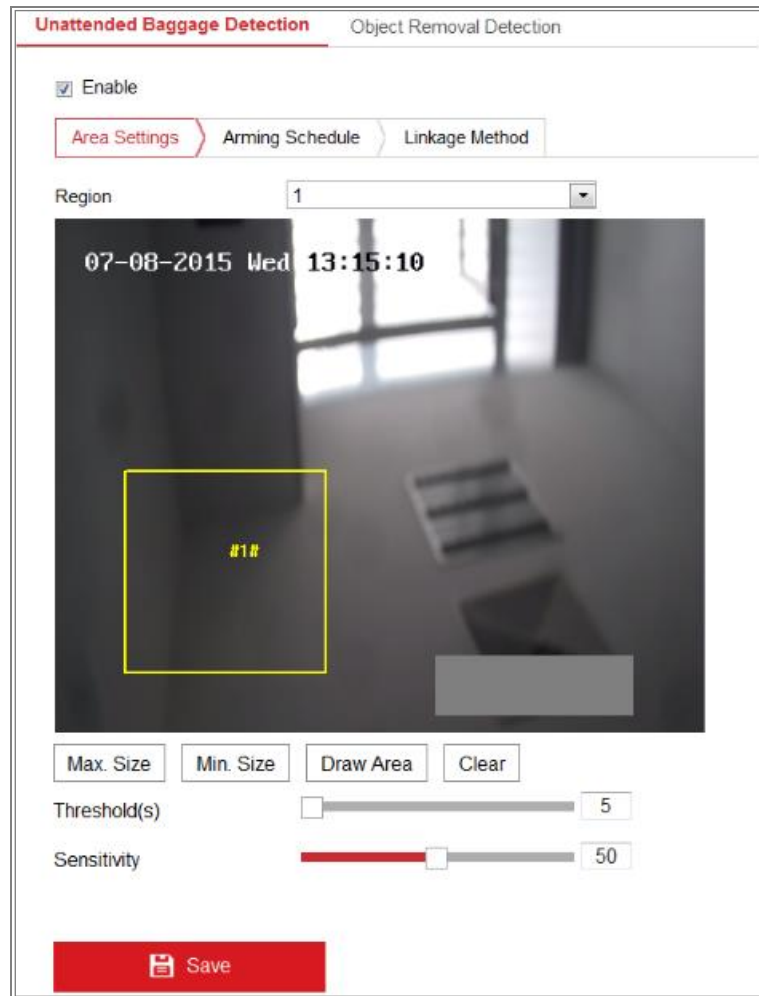 Unattended Baggage Detection Object Removal Detection
Enable
Area Settings Arming Schedule Linkage Method
Region 1
07-08-2015 Wed 13:15:10
#1#
Max. Size Min. Size Draw Area Clear
Threshold(s) 5
Sensitivity 50
Save